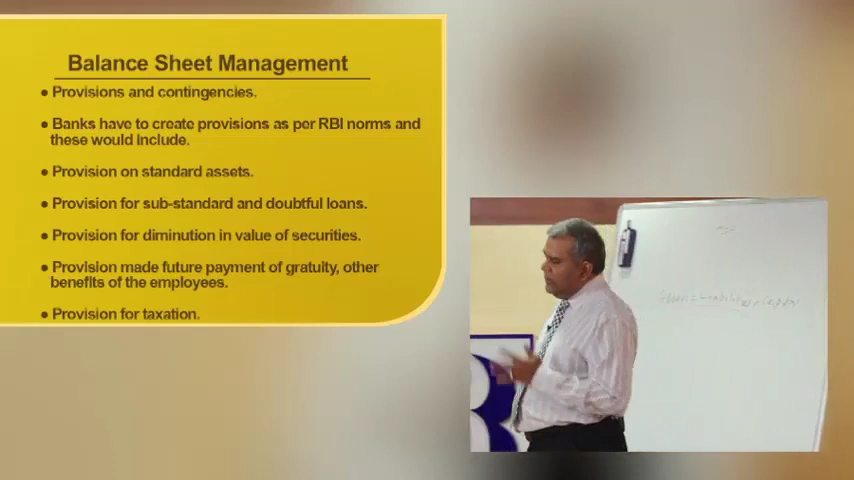 Balance Sheet Management
● Provisions and contingencies.
● Banks have to create provisions as per RBI norms and
these would include.
● Provision on standard assets.
● Provision for sub-standard and doubtful loans.
● Provision for diminution in value of securities.
● Provision made future payment of gratuity, other
benefits of the employees.
● Provision for taxation.